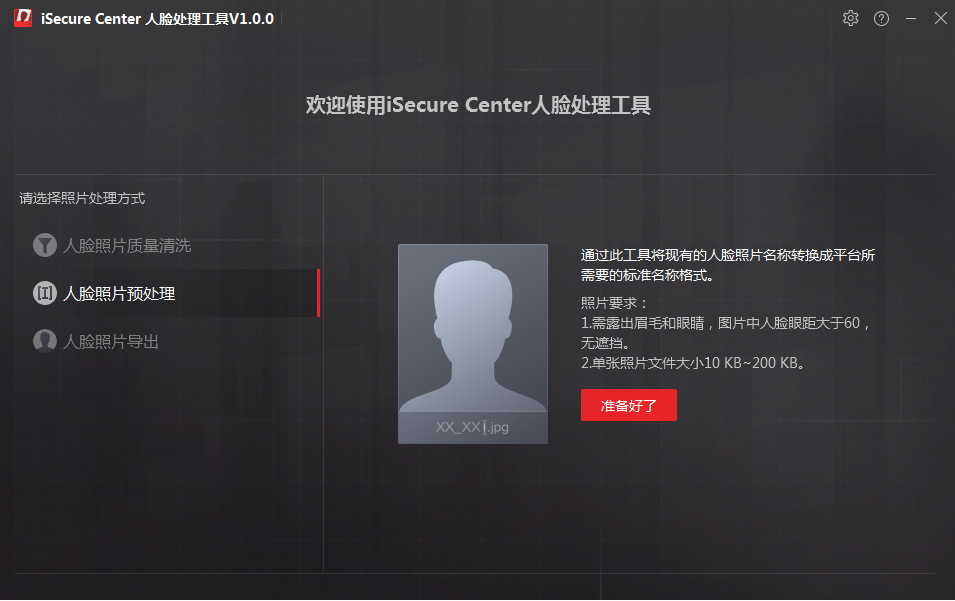 iSecure Center 人脸处理工具V1.0.0
欢迎使用iSecure Center人脸处理工具
请选择照片处理方式
人脸照片质量清洗
人脸照片预处理
人脸照片导出
XX_XX .jpg
通过此工具将现有的人脸照片名称转换成平台所
需要的标准名称格式。
照片要求：
1.需露出眉毛和眼睛，图片中人脸眼距大于60，
无遮挡。
2.单张照片文件大小10 KB~200 KB。
准备好了